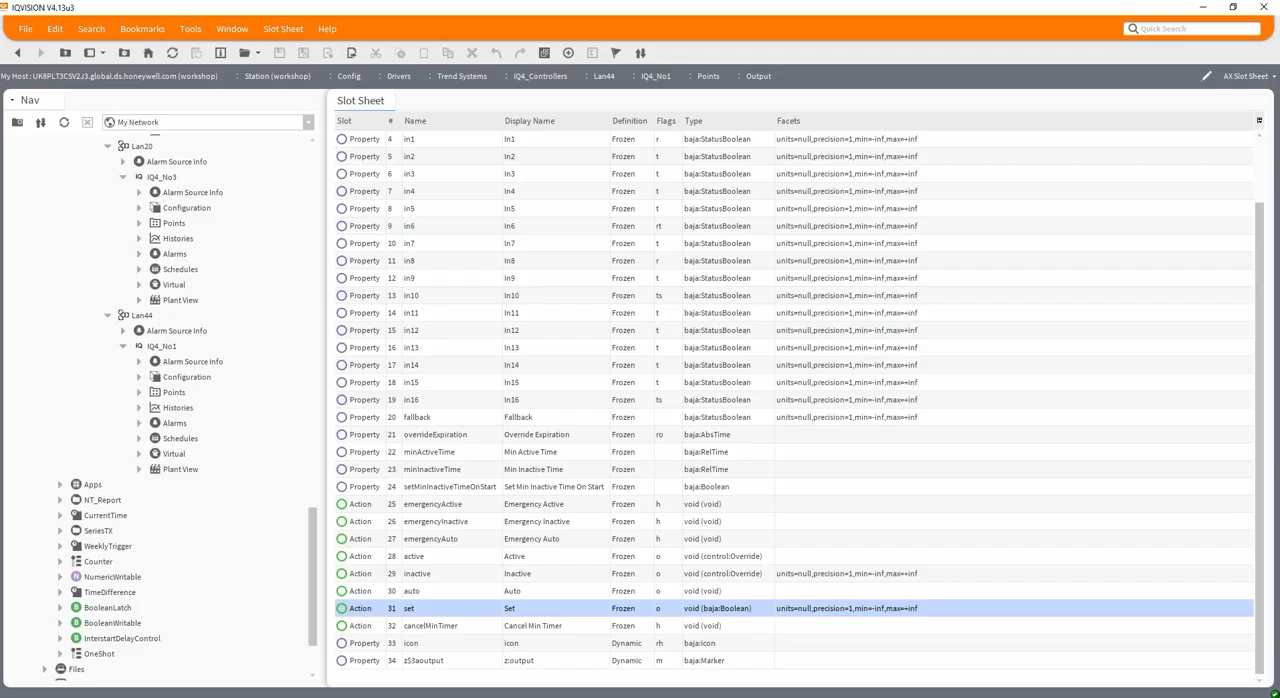 IQVISION V4.13u3
File Edit Search Bookmarks Tools Window Slot Sheet Help
Quick Search
My Host : UK8PLT3CSV2J3.global.ds.honeywell.com (workshop) : Station (workshop) : Config : Drivers : Trend Systems : IQ4_Controllers : Lan44 : IQ4_No1 : Points : Output
AX Slot Sheet
Nav
My Network
Lan20
Alarm Source Info
IQ4_No3
Alarm Source Info
Configuration
Points
Histories
Alarms
Schedules
Virtual
Plant View
Lan44
Alarm Source Info
IQ4_No1
Alarm Source Info
Configuration
Points
Histories
Alarms
Schedules
Virtual
Plant View
Apps
NT_Report
CurrentTime
SeriesTX
WeeklyTrigger
Counter
NumericWritable
TimeDifference
BooleanLatch
BooleanWritable
InterstartDelayControl
OneShot
Files
Slot Sheet
Slot # Name Display Name Definition Flags Type Facets
Property 4 in1 In1 Frozen r baja:StatusBoolean units=null,precision=1,min=-inf,max=+inf
Property 5 in2 In2 Frozen t baja:StatusBoolean units=null,precision=1,min=-inf,max=+inf
Property 6 in3 In3 Frozen t baja:StatusBoolean units=null,precision=1,min=-inf,max=+inf
Property 7 in4 In4 Frozen t baja:StatusBoolean units=null,precision=1,min=-inf,max=+inf
Property 8 in5 In5 Frozen t baja:StatusBoolean units=null,precision=1,min=-inf,max=+inf
Property 9 in6 In6 Frozen rt baja:StatusBoolean units=null,precision=1,min=-inf,max=+inf
Property 10 in7 In7 Frozen t baja:StatusBoolean units=null,precision=1,min=-inf,max=+inf
Property 11 in8 In8 Frozen r baja:StatusBoolean units=null,precision=1,min=-inf,max=+inf
Property 12 in9 In9 Frozen t baja:StatusBoolean units=null,precision=1,min=-inf,max=+inf
Property 13 in10 In10 Frozen ts baja:StatusBoolean units=null,precision=1,min=-inf,max=+inf
Property 14 in11 In11 Frozen t baja:StatusBoolean units=null,precision=1,min=-inf,max=+inf
Property 15 in12 In12 Frozen t baja:StatusBoolean units=null,precision=1,min=-inf,max=+inf
Property 16 in13 In13 Frozen t baja:StatusBoolean units=null,precision=1,min=-inf,max=+inf
Property 17 in14 In14 Frozen t baja:StatusBoolean units=null,precision=1,min=-inf,max=+inf
Property 18 in15 In15 Frozen t baja:StatusBoolean units=null,precision=1,min=-inf,max=+inf
Property 19 in16 In16 Frozen ts baja:StatusBoolean units=null,precision=1,min=-inf,max=+inf
Property 20 fallback Fallback Frozen baja:StatusBoolean units=null,precision=1,min=-inf,max=+inf
Property 21 overrideExpiration Override Expiration Frozen ro baja:AbsTime
Property 22 minActiveTime Min Active Time Frozen baja:RelTime
Property 23 minInactiveTime Min Inactive Time Frozen baja:RelTime
Property 24 setMinInactiveTimeOnStart Set Min Inactive Time On Start Frozen baja:Boolean
Action 25 emergencyActive Emergency Active Frozen h void (void)
Action 26 emergencyInactive Emergency Inactive Frozen h void (void)
Action 27 emergencyAuto Emergency Auto Frozen h void (void)
Action 28 active Active Frozen o void (control:Override)
Action 29 inactive Inactive Frozen o void (control:Override) units=null,precision=1,min=-inf,max=+inf
Action 30 auto Auto Frozen o void (void)
Action 31 set Set Frozen o void (baja:Boolean) units=null,precision=1,min=-inf,max=+inf
Action 32 cancelMinTimer Cancel Min Timer Frozen h void (void)
Property 33 icon icon Dynamic rh baja:Icon
Property 34 z$3aoutput z:output Dynamic m baja:Marker